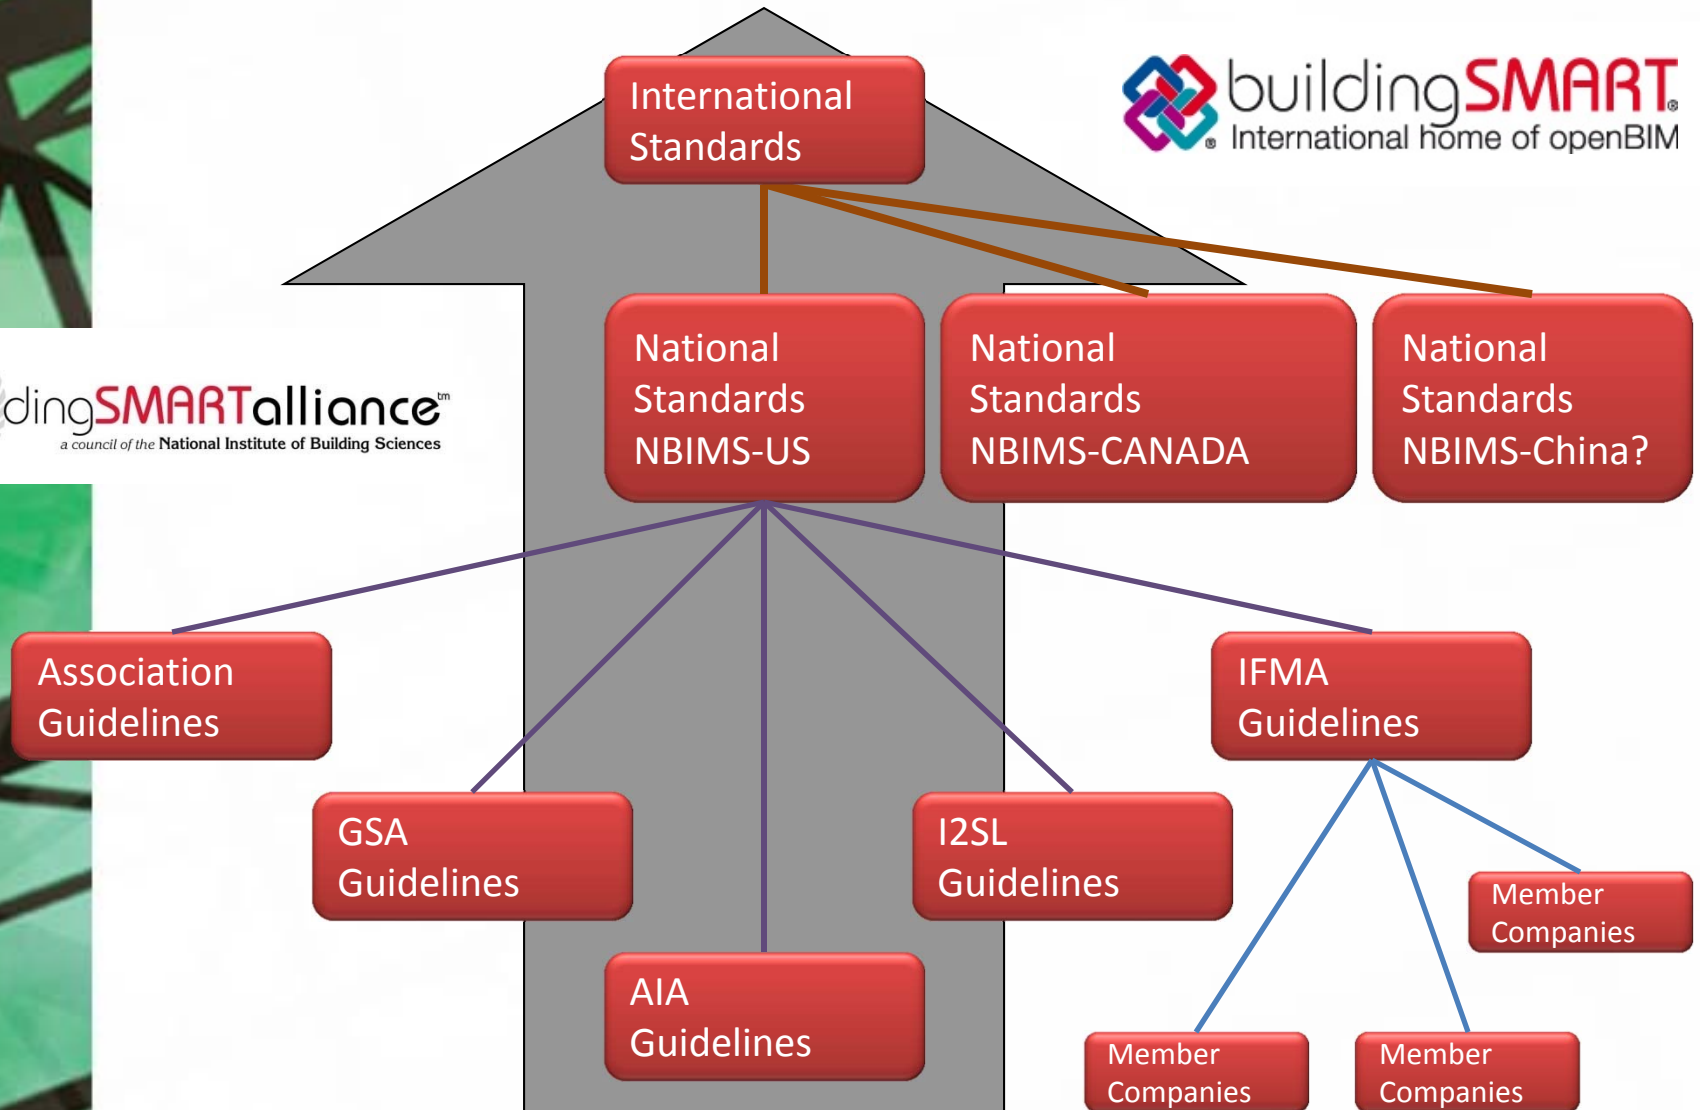 International
Standards
buildingSMART®
International home of openBIM
National
Standards
NBIMS-US
National
Standards
NBIMS-CANADA
National
Standards
NBIMS-China?
dingSMARTalliance™
a council of the National Institute of Building Sciences
Association
Guidelines
IFMA
Guidelines
GSA
Guidelines
I2SL
Guidelines
Member
Companies
AIA
Guidelines
Member
Companies
Member
Companies